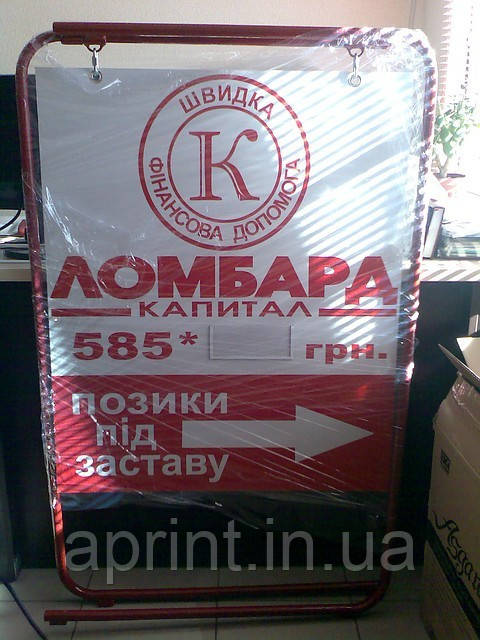 ШВИДКА
К
ФІНАНСОВА ДОПОМОГА
ЛОМБАРД
КАПИТАЛ
585* грн.
позики
під
заставу
aprint.in.ua